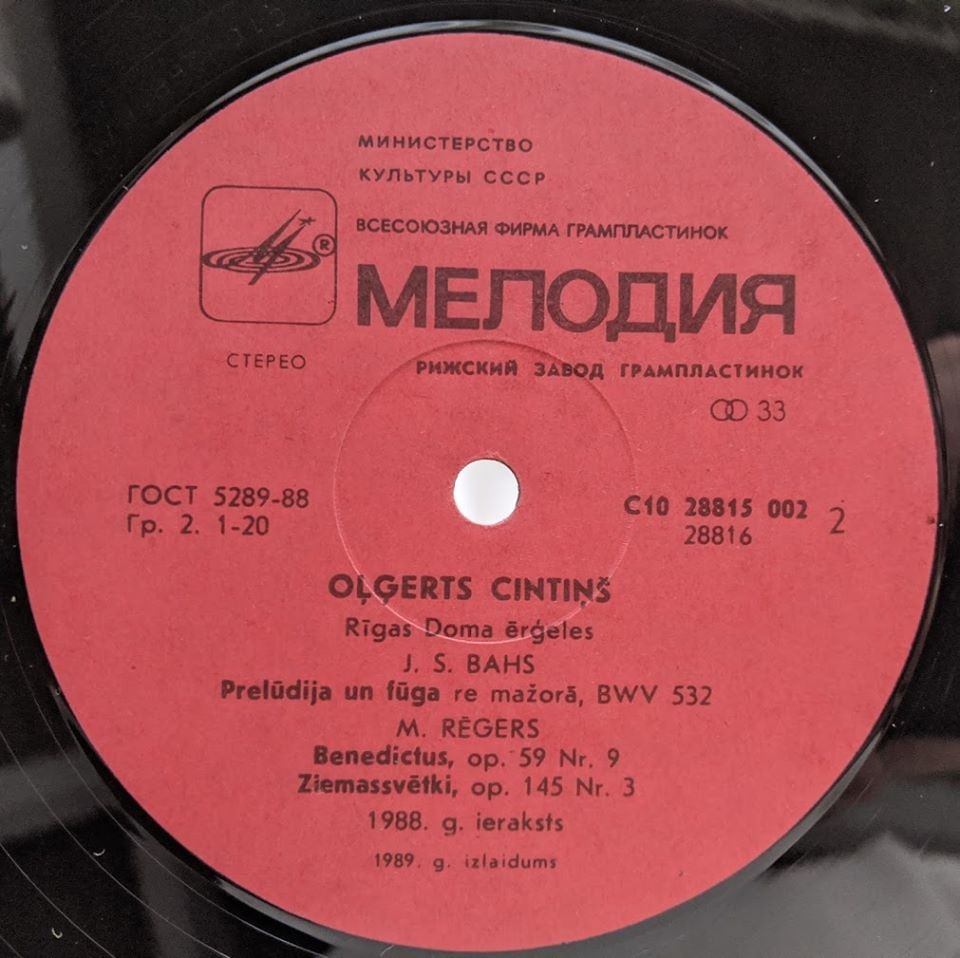 МИНИСТЕРСТВО
КУЛЬТУРЫ СССР
ВСЕСОЮЗНАЯ ФИРМА ГРАМПЛАСТИНОК
®
МЕЛОДИЯ
СТЕРЕО
РИЖСКИЙ ЗАВОД ГРАМПЛАСТИНОК
33
ГОСТ 5289-88
Гр. 2. 1-20
С10 28815 002
28816
2
OĻĢERTS CINTIŅŠ
Rīgas Doma ērģeles
J. S. BAHS
Prelūdija un fūga re mažorā, BWV 532
M. RĒGERS
Benedictus, op. 59 Nr. 9
Ziemassvētki, op. 145 Nr. 3
1988. g. ieraksts
1989. g. izlaidums